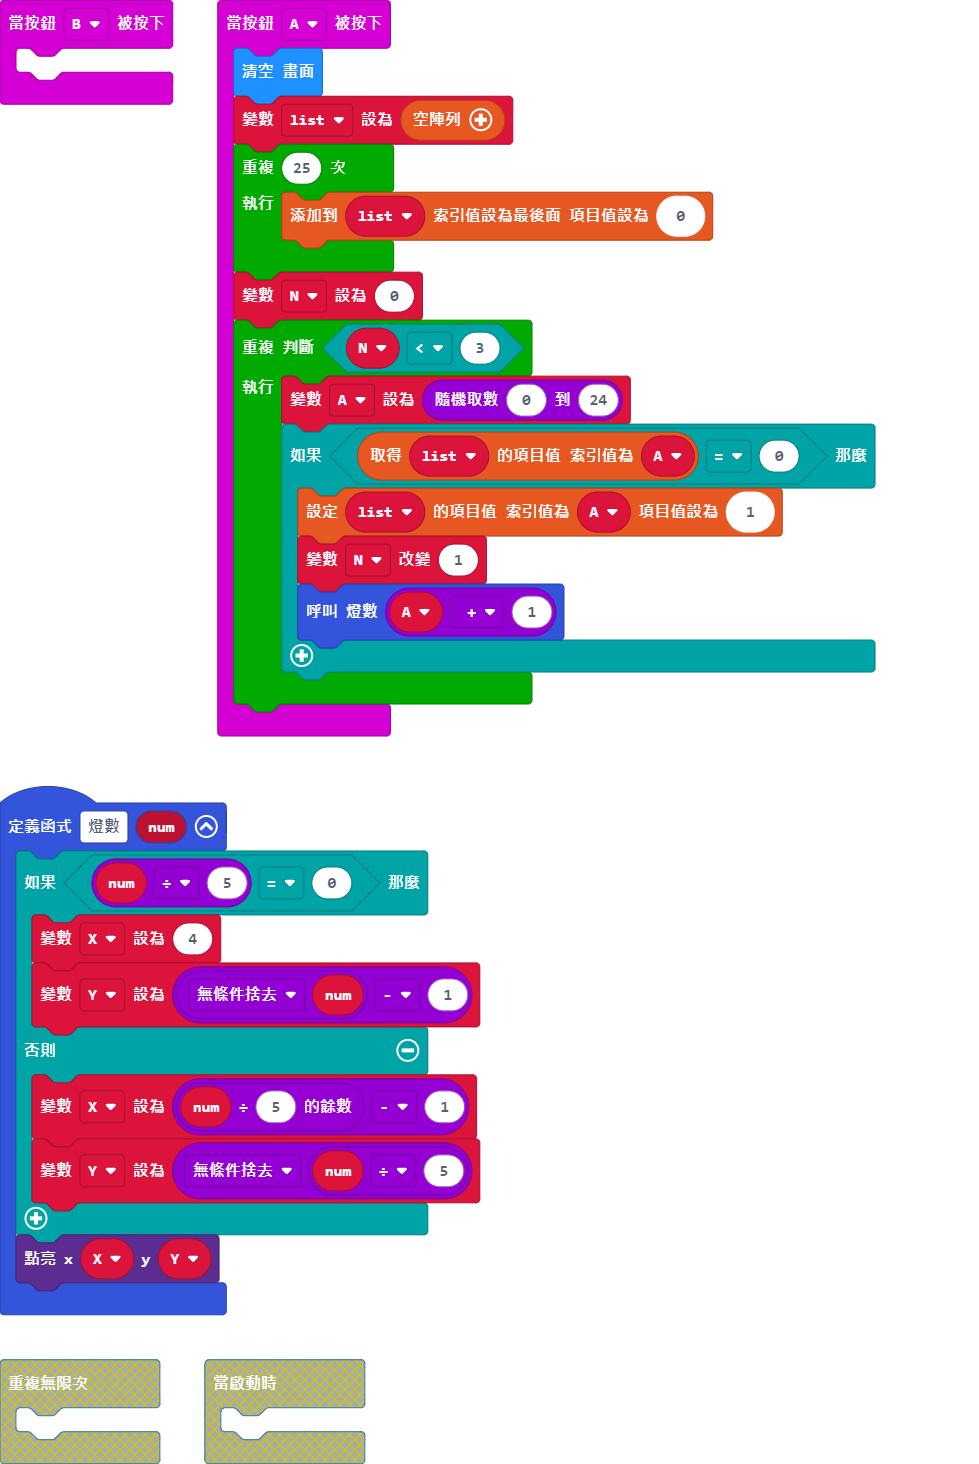 當按鈕 B 被按下
當按鈕 A 被按下
清空 畫面
變數 list 設為 空陣列
重複 25 次
執行 添加到 list 索引值設為最後面 項目值設為 0
變數 N 設為 0
重複 判斷 N < 3
執行 變數 A 設為 隨機取數 0 到 24
如果 取得 list 的項目值 索引值為 A = 0 那麼
設定 list 的項目值 索引值為 A 項目值設為 1
變數 N 改變 1
呼叫 燈數 A + 1
定義函式 燈數 num
如果 num ÷ 5 = 0 那麼
變數 X 設為 4
變數 Y 設為 無條件捨去 num - 1
否則
變數 X 設為 num ÷ 5 的餘數 - 1
變數 Y 設為 無條件捨去 num ÷ 5
點亮 x X y Y
重複無限次
當啟動時